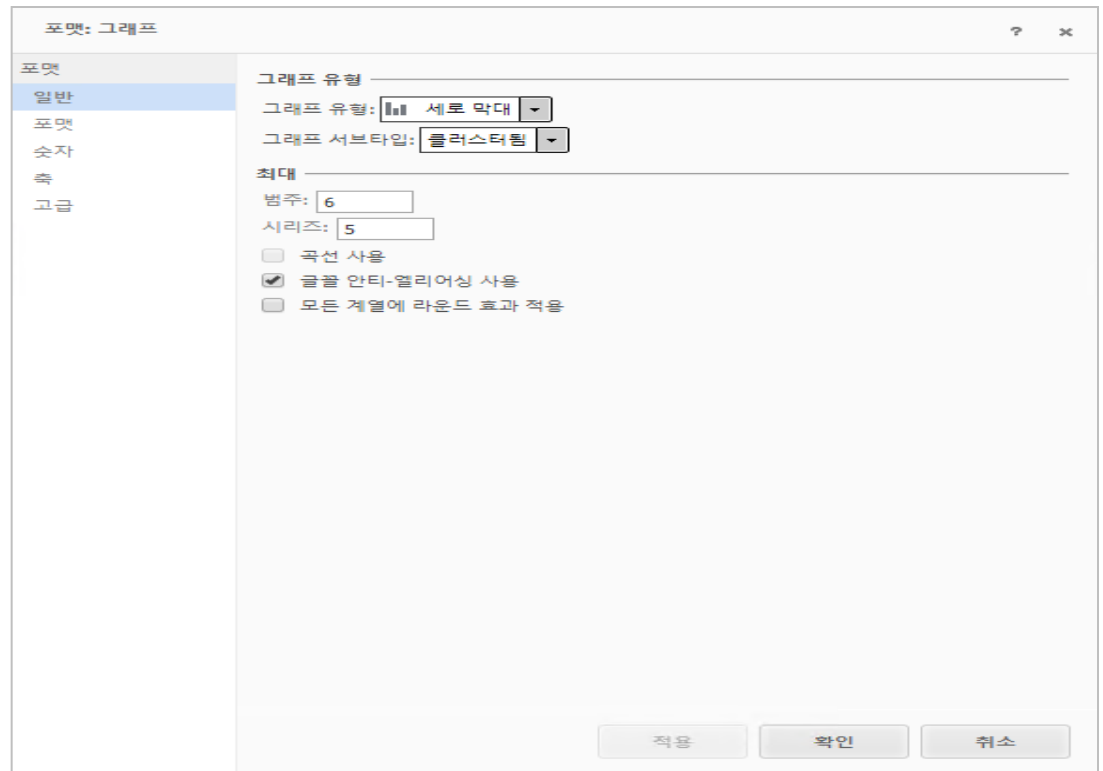 포맷: 그래프
? ×
포맷
일반
포맷
숫자
축
고급
그래프 유형
그래프 유형: 세로 막대
그래프 서브타입: 클러스터됨
최대
범주: 6
시리즈: 5
곡선 사용
글꼴 안티-엘리어싱 사용
모든 계열에 라운드 효과 적용
적용 확인 취소